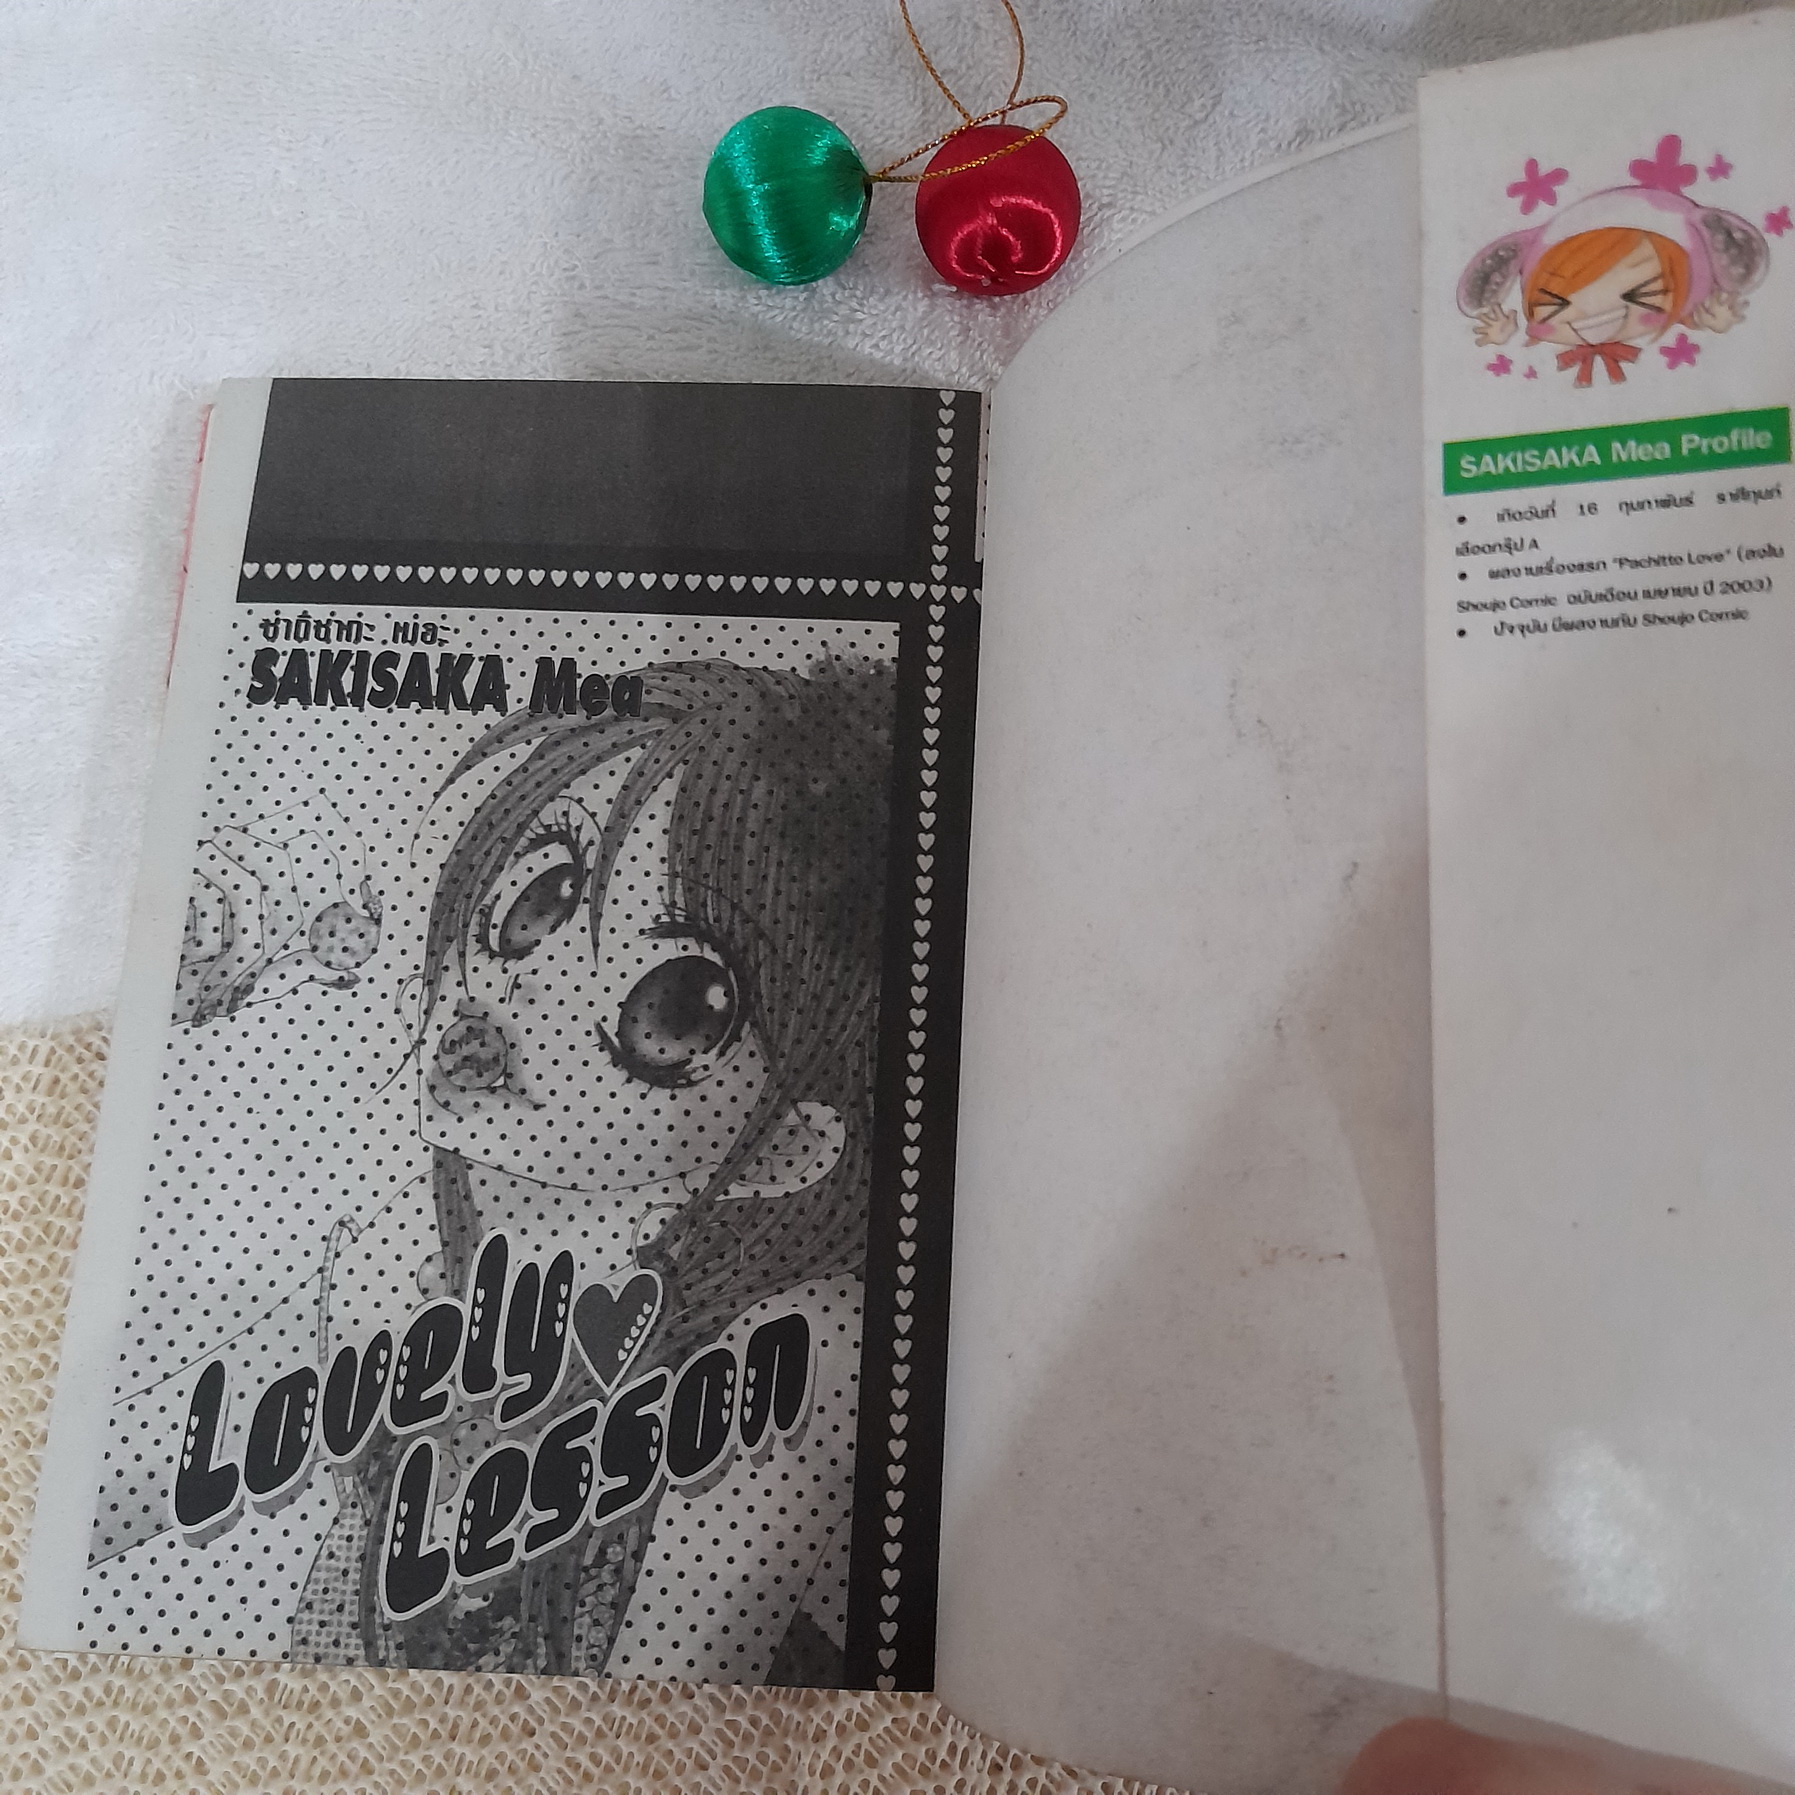 ซากิซากะ เมอะ
SAKISAKA Mea
Lovely
Lesson
SAKISAKA Mea Profile
• เกิดวันที่ 16 กุมภาพันธ์ ราศีกุมภ์
เลือดกรุ๊ป A
• ผลงานเรื่องแรก "Pachitto Love" (ลงใน
Shoujo Comic ฉบับเดือน เมษายน ปี 2003)
• ปัจจุบัน มีผลงานกับ Shoujo Comic